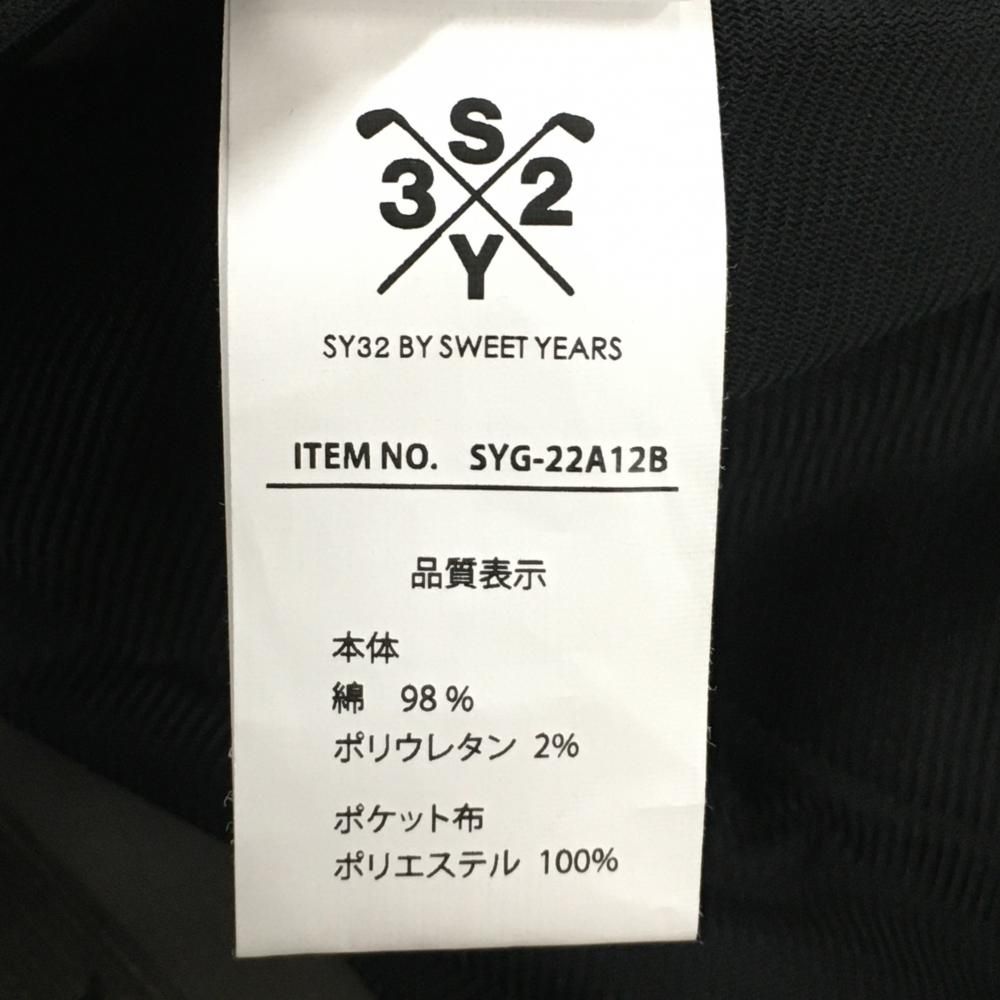 S
3 2
Y
SY32 BY SWEET YEARS
ITEM NO. SYG-22A12B
品質表示
本体
綿 98%
ポリウレタン 2%
ポケット布
ポリエステル 100%